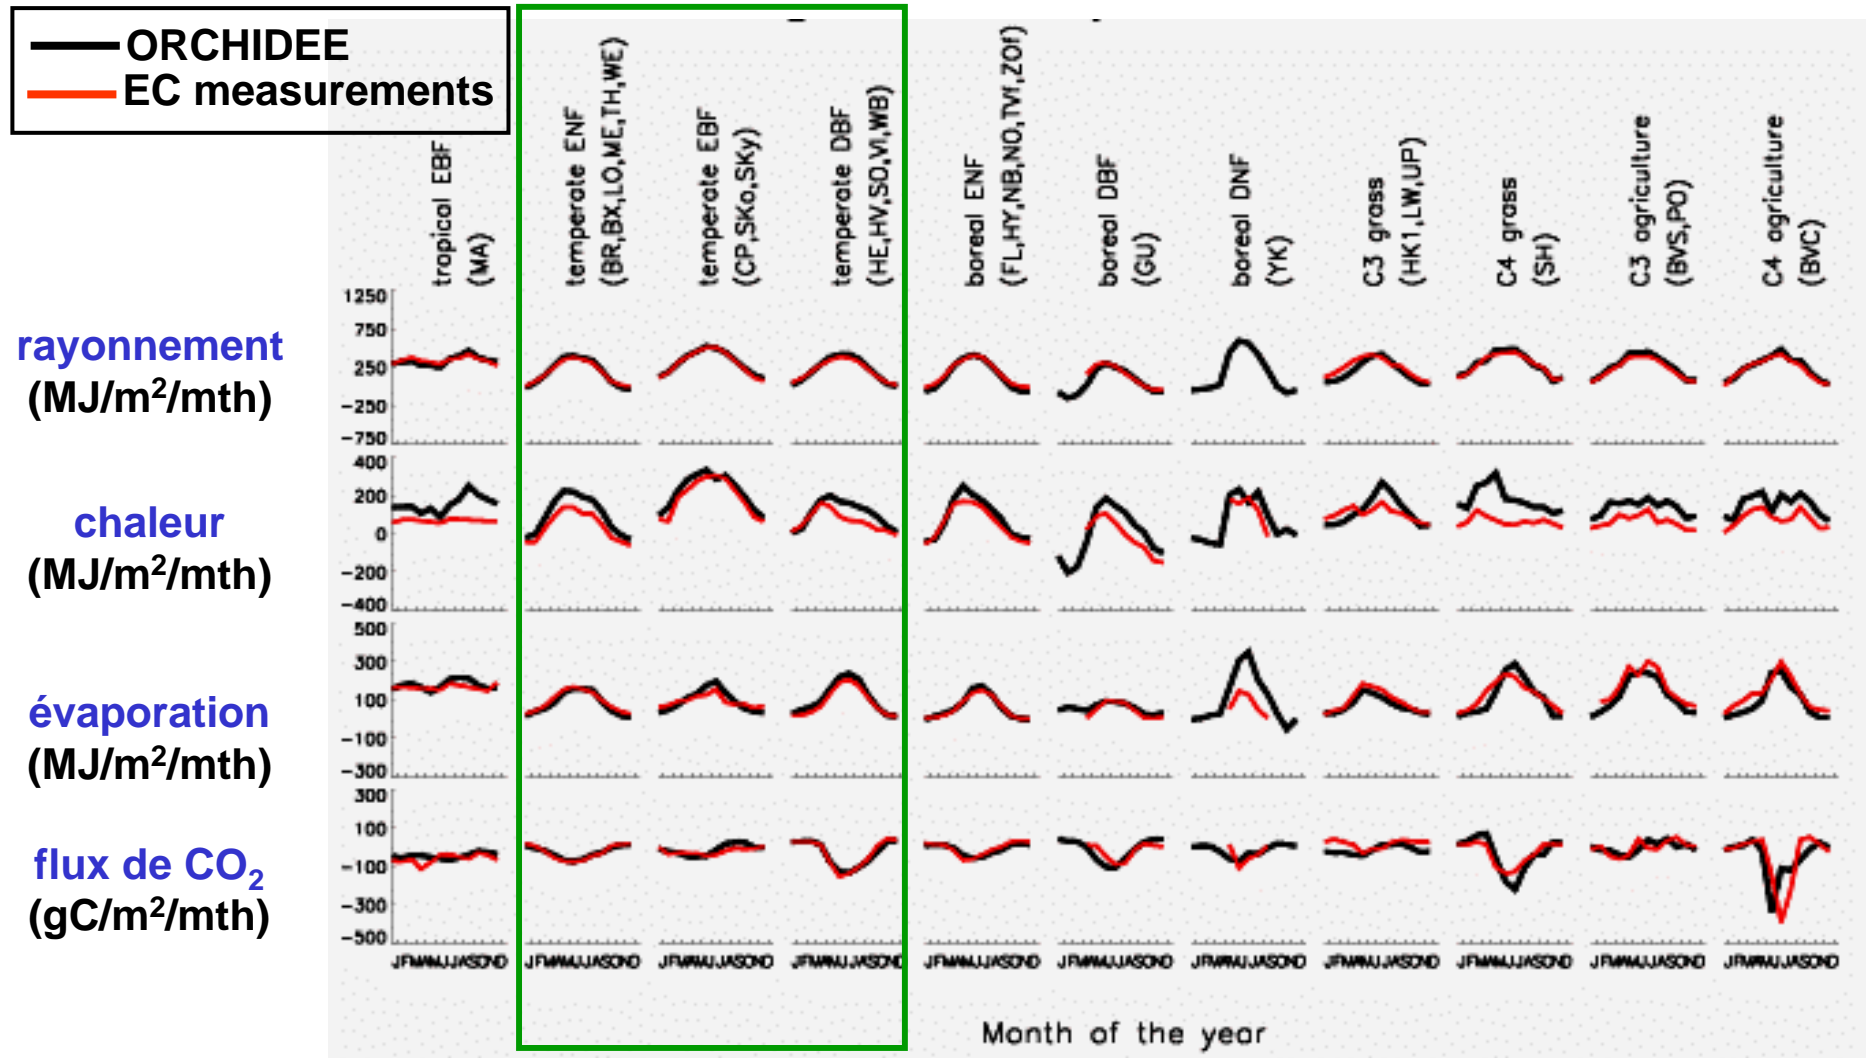 ORCHIDEE
EC measurements
tropical EBF
(MA)
temperate ENF
(BR,BX,LO,ME,TH,WE)
temperate EBF
(CP,SKo,SKy)
temperate DBF
(HE,HV,SO,VI,WB)
boreal ENF
(FL,HY,NB,NO,TVf,ZOf)
boreal DBF
(GU)
boreal DNF
(YK)
C3 grass
(HK1,LW,UP)
C4 grass
(SH)
C3 agriculture
(BVS,PO)
C4 agriculture
(BVC)
rayonnement
(MJ/m²/mth)
1250
750
250
-250
-750
chaleur
(MJ/m²/mth)
400
200
0
-200
-400
évaporation
(MJ/m²/mth)
500
300
100
-100
-300
flux de CO₂
(gC/m²/mth)
300
100
-100
-300
-500
JFMAMJJASOND JFMAMJJASOND JFMAMJJASOND JFMAMJJASOND JFMAMJJASOND JFMAMJJASOND JFMAMJJASOND JFMAMJJASOND JFMAMJJASOND JFMAMJJASOND JFMAMJJASOND
Month of the year